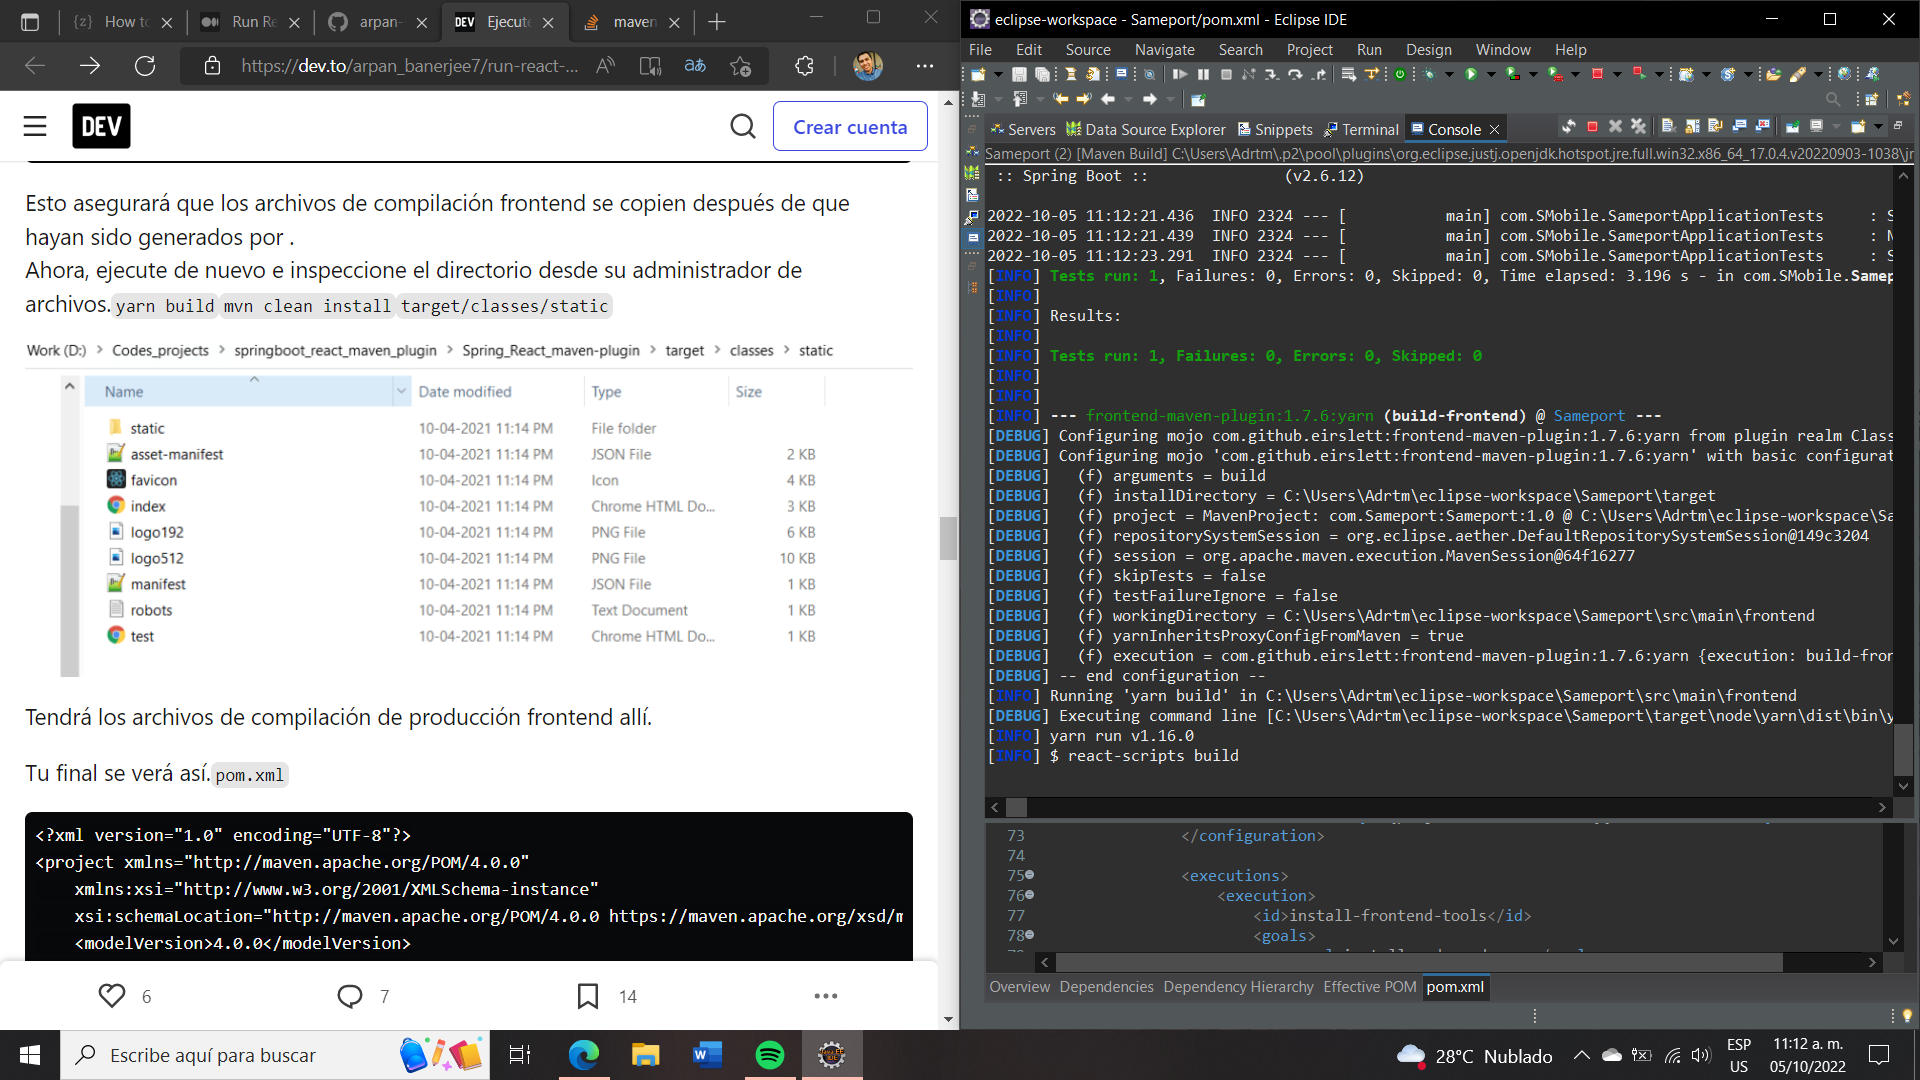 How to
Run Re
arpan-
DEV Ejecute
maven
https://dev.to/arpan_banerjee7/run-react-...
DEV
Crear cuenta
Esto asegurará que los archivos de compilación frontend se copien después de que
hayan sido generados por .
Ahora, ejecute de nuevo e inspeccione el directorio desde su administrador de
archivos. yarn build mvn clean install target/classes/static
Work (D:) > Codes_projects > springboot_react_maven_plugin > Spring_React_maven-plugin > target > classes > static
Name Date modified Type Size
static 10-04-2021 11:14 PM File folder
asset-manifest 10-04-2021 11:14 PM JSON File 2 KB
favicon 10-04-2021 11:14 PM Icon 4 KB
index 10-04-2021 11:14 PM Chrome HTML Do... 3 KB
logo192 10-04-2021 11:14 PM PNG File 6 KB
logo512 10-04-2021 11:14 PM PNG File 10 KB
manifest 10-04-2021 11:14 PM JSON File 1 KB
robots 10-04-2021 11:14 PM Text Document 1 KB
test 10-04-2021 11:14 PM Chrome HTML Do... 1 KB
Tendrá los archivos de compilación de producción frontend allí.
Tu final se verá así. pom.xml
<?xml version="1.0" encoding="UTF-8"?>
<project xmlns="http://maven.apache.org/POM/4.0.0"
xmlns:xsi="http://www.w3.org/2001/XMLSchema-instance"
xsi:schemaLocation="http://maven.apache.org/POM/4.0.0 https://maven.apache.org/xsd/m
<modelVersion>4.0.0</modelVersion>
6 7 14
eclipse-workspace - Sameport/pom.xml - Eclipse IDE
File Edit Source Navigate Search Project Run Design Window Help
Servers Data Source Explorer Snippets Terminal Console
Sameport (2) [Maven Build] C:\Users\Adrtm\.p2\pool\plugins\org.eclipse.justj.openjdk.hotspot.jre.full.win32.x86_64_17.0.4.v20220903-1038\jr
:: Spring Boot :: (v2.6.12)
2022-10-05 11:12:21.436 INFO 2324 --- [ main] com.SMobile.SameportApplicationTests : S
2022-10-05 11:12:21.439 INFO 2324 --- [ main] com.SMobile.SameportApplicationTests : N
2022-10-05 11:12:23.291 INFO 2324 --- [ main] com.SMobile.SameportApplicationTests : S
[INFO] Tests run: 1, Failures: 0, Errors: 0, Skipped: 0, Time elapsed: 3.196 s - in com.SMobile.Samep
[INFO]
[INFO] Results:
[INFO]
[INFO] Tests run: 1, Failures: 0, Errors: 0, Skipped: 0
[INFO]
[INFO]
[INFO] --- frontend-maven-plugin:1.7.6:yarn (build-frontend) @ Sameport ---
[DEBUG] Configuring mojo com.github.eirslett:frontend-maven-plugin:1.7.6:yarn from plugin realm Class
[DEBUG] Configuring mojo 'com.github.eirslett:frontend-maven-plugin:1.7.6:yarn' with basic configurat
[DEBUG] (f) arguments = build
[DEBUG] (f) installDirectory = C:\Users\Adrtm\eclipse-workspace\Sameport\target
[DEBUG] (f) project = MavenProject: com.Sameport:Sameport:1.0 @ C:\Users\Adrtm\eclipse-workspace\Sa
[DEBUG] (f) repositorySystemSession = org.eclipse.aether.DefaultRepositorySystemSession@149c3204
[DEBUG] (f) session = org.apache.maven.execution.MavenSession@64f16277
[DEBUG] (f) skipTests = false
[DEBUG] (f) testFailureIgnore = false
[DEBUG] (f) workingDirectory = C:\Users\Adrtm\eclipse-workspace\Sameport\src\main\frontend
[DEBUG] (f) yarnInheritsProxyConfigFromMaven = true
[DEBUG] (f) execution = com.github.eirslett:frontend-maven-plugin:1.7.6:yarn {execution: build-fron
[DEBUG] -- end configuration --
[INFO] Running 'yarn build' in C:\Users\Adrtm\eclipse-workspace\Sameport\src\main\frontend
[DEBUG] Executing command line [C:\Users\Adrtm\eclipse-workspace\Sameport\target\node\yarn\dist\bin\y
[INFO] yarn run v1.16.0
[INFO] $ react-scripts build
73 </configuration>
74
75 <executions>
76 <execution>
77 <id>install-frontend-tools</id>
78 <goals>
Overview Dependencies Dependency Hierarchy Effective POM pom.xml
Escribe aquí para buscar
28°C Nublado
ESP
US
11:12 a. m.
05/10/2022